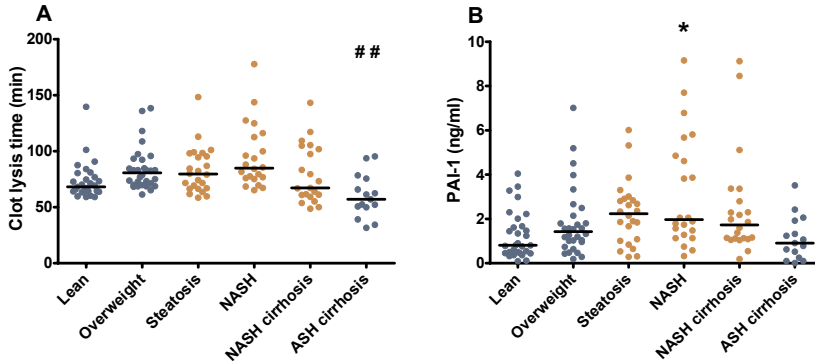 A
Clot lysis time (min)
200
150
100
50
0
# #
Lean
Overweight
Steatosis
NASH
NASH cirrhosis
ASH cirrhosis
B
PAI-1 (ng/ml)
10
8
6
4
2
0
*
Lean
Overweight
Steatosis
NASH
NASH cirrhosis
ASH cirrhosis